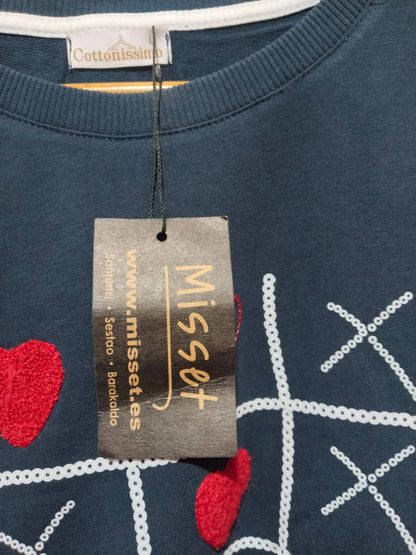 Cottonissimo
Misset
www.misset.es
Santurtzi • Sestao • Barakaldo